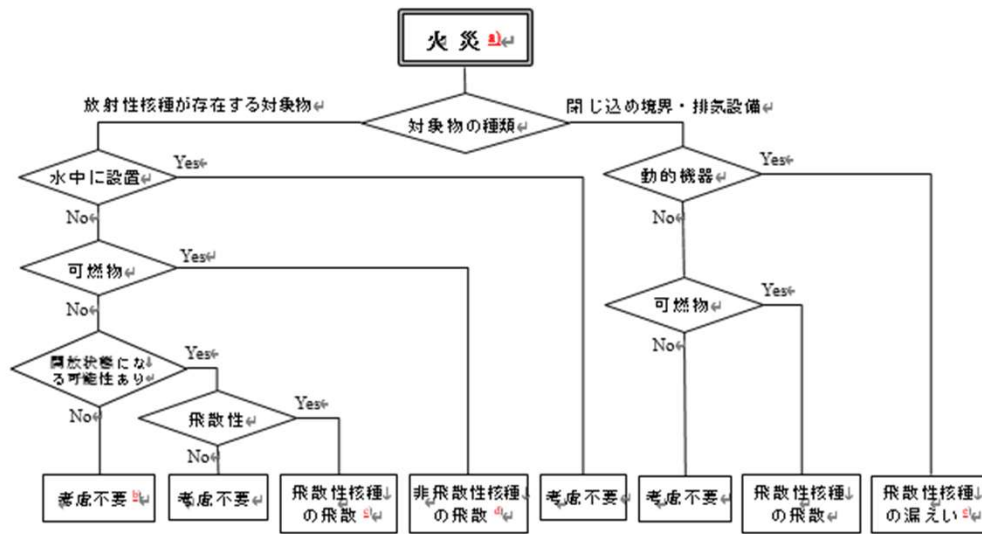 火災 a)↵
放射性核種が存在する対象物↵
対象物の種類↵
閉じ込め境界・排気設備↵
水中に設置↵
Yes↵
動的機器↵
Yes↵
No↵
No↵
可燃物↵
Yes↵
可燃物↵
Yes↵
No↵
No↵
開放状態にな↓
る可能性あり↵
Yes↵
No↵
飛散性↵
Yes↵
No↵
考慮不要 b)↵
考慮不要↵
飛散性核種↓
の飛散 c)↵
非飛散性核種↓
の飛散 d)↵
考慮不要↵
考慮不要↵
飛散性核種↓
の飛散↵
飛散性核種↓
の漏えい e)↵